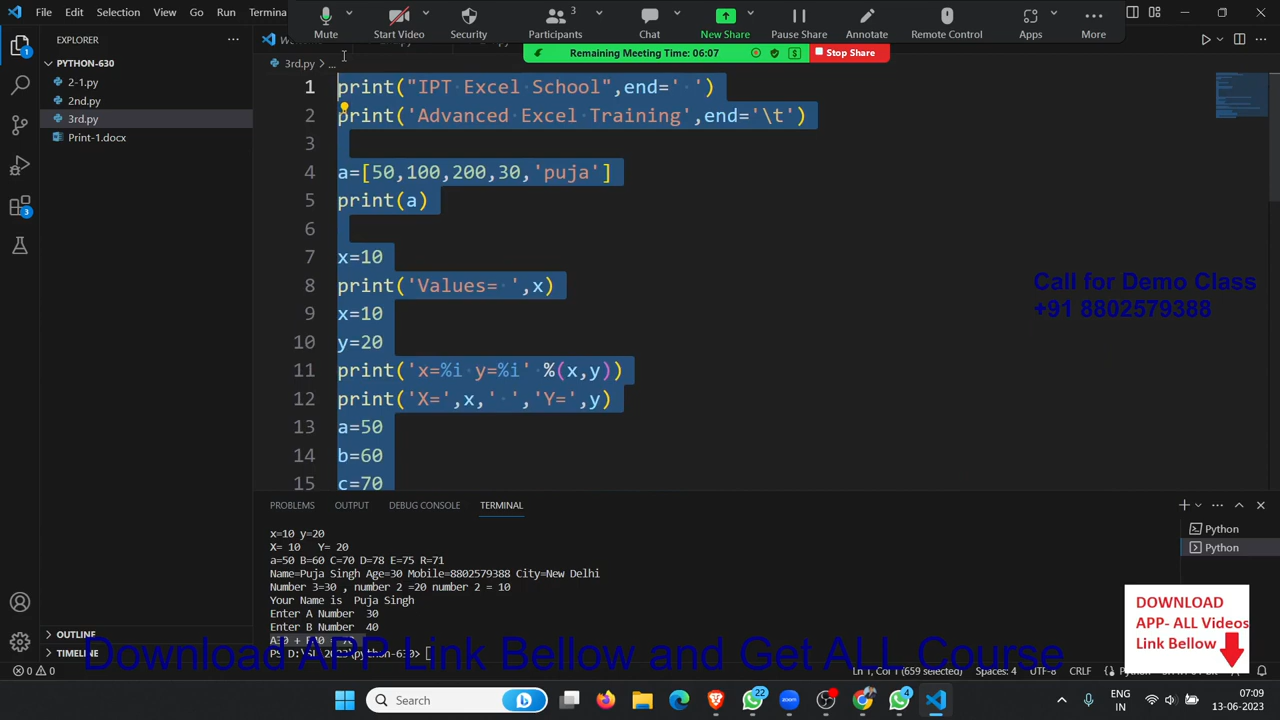 File Edit Selection View Go Run Termina
Mute
Start Video
Security
3
Participants
Chat
New Share
Pause Share
Annotate
Remote Control
Apps
More
Remaining Meeting Time: 06:07
Stop Share
EXPLORER
PYTHON-630
2-1.py
2nd.py
3rd.py
Print-1.docx
1
3
3rd.py > ...
1 print("IPT Excel School",end=' ')
2 print('Advanced Excel Training',end='\t')
3
4 a=[50,100,200,30,'puja']
5 print(a)
6
7 x=10
8 print('Values= ',x)
9 x=10
10 y=20
11 print('x=%i y=%i' %(x,y))
12 print('X=',x,' ','Y=',y)
13 a=50
14 b=60
15 c=70
Call for Demo Class
+91 8802579388
PROBLEMS OUTPUT DEBUG CONSOLE TERMINAL
x=10 y=20
X= 10 Y= 20
a=50 B=60 C=70 D=78 E=75 R=71
Name=Puja Singh Age=30 Mobile=8802579388 City=New Delhi
Number 3=30 , number 2 =20 number 2 = 10
Your Name is Puja Singh
Enter A Number 30
Enter B Number 40
Python
Python
DOWNLOAD
APP- ALL Videos
Link Bellow
OUTLINE
TIMELINE
Download APP Link Bellow and Get ALL Course
0 0
Ln 1, Col 1 (659 selected) Spaces: 4 UTF-8 CRLF
Search
22
4
ENG
IN
07:09
13-06-2023